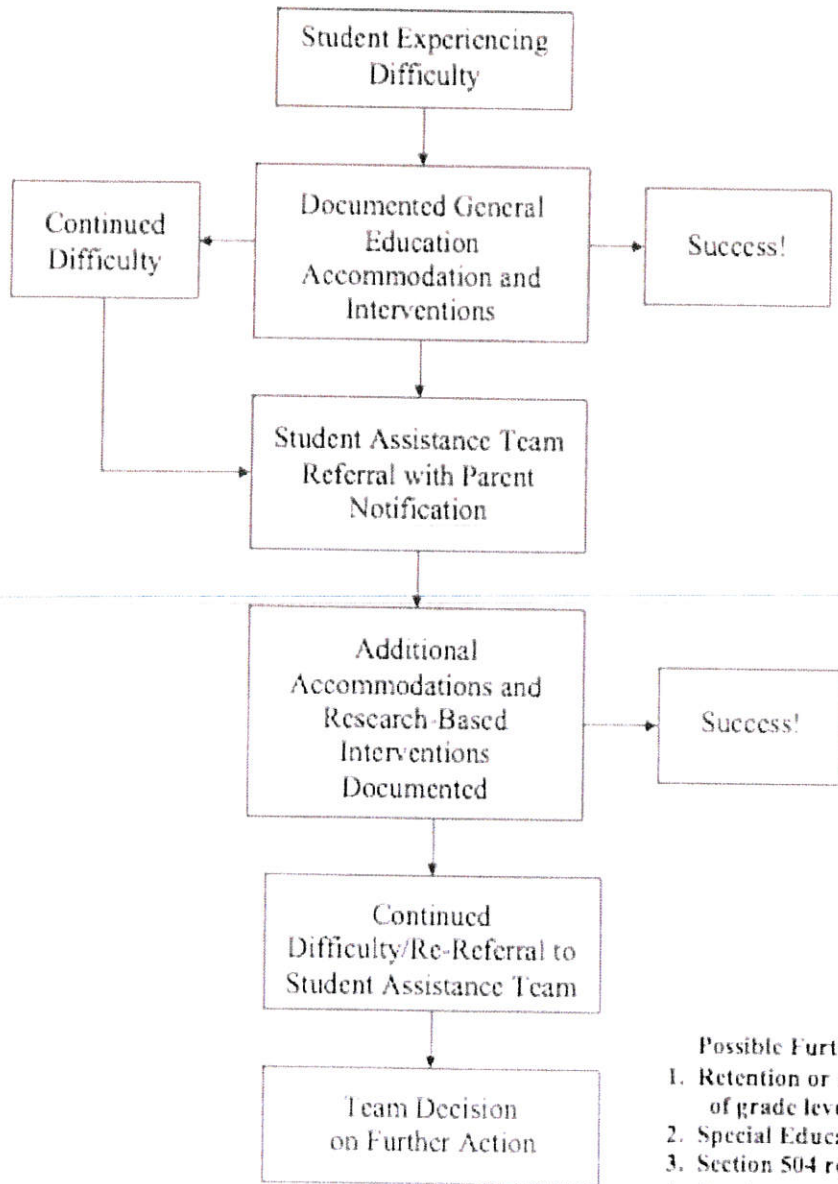 Student Experiencing
Difficulty
Continued
Difficulty
Documented General
Education
Accommodation and
Interventions
Success!
Student Assistance Team
Referral with Parent
Notification
Additional
Accommodations and
Research-Based
Interventions
Documented
Success!
Continued
Difficulty/Re-Referral to
Student Assistance Team
Team Decision
on Further Action
Possible
1. Retention or
of grade
2. Special
3. Section 504